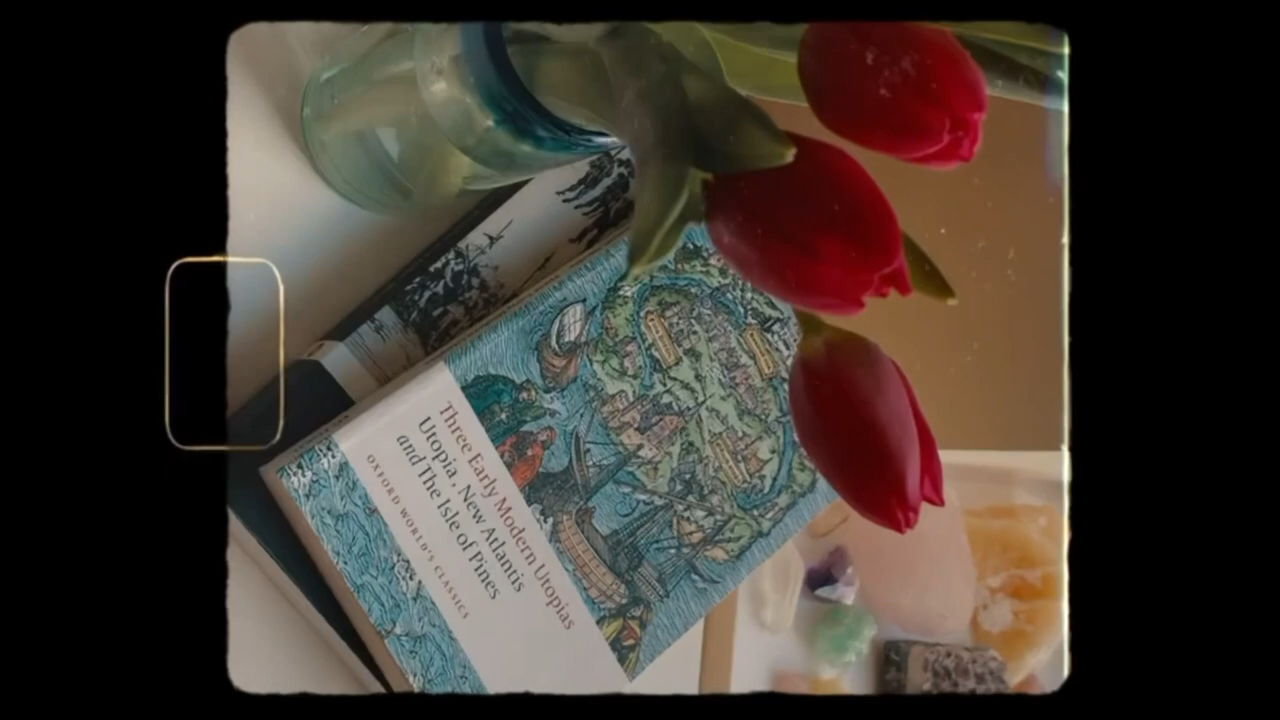 Three Early Modern Utopias
Utopia , New Atlantis
and The Isle of Pines
OXFORD WORLD'S CLASSICS